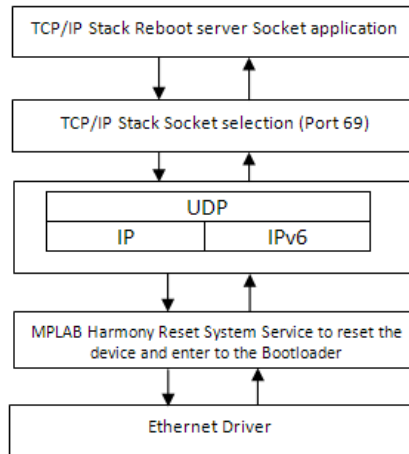 TCP/IP Stack Reboot server Socket application
TCP/IP Stack Socket selection (Port 69)
UDP
IP IPv6
MPLAB Harmony Reset System Service to reset the
device and enter to the Bootloader
Ethernet Driver